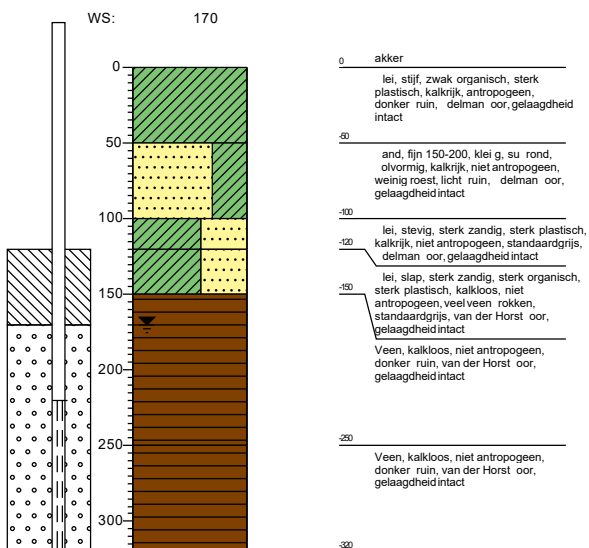 WS: 170
0
50
100
150
200
250
300
0 akker
lei, stijf, zwak organisch, sterk
plastisch, kalkrijk, antropogeen,
donker ruin, delman oor, gelaagdheid
intact
-50
and, fijn 150-200, klei g, su rond,
olvormig, kalkrijk, niet antropogeen,
weinig roest, licht ruin, delman oor,
gelaagdheid intact
-100
lei, stevig, sterk zandig, sterk plastisch,
kalkrijk, niet antropogeen, standaardgrijs,
delman oor, gelaagdheid intact
-120
lei, slap, sterk zandig, sterk organisch,
sterk plastisch, kalkloos, niet
antropogeen, veel veen rokken,
standaardgrijs, van der Horst oor,
gelaagdheid intact
-150
Veen, kalkloos, niet antropogeen,
donker ruin, van der Horst oor,
gelaagdheid intact
-250
Veen, kalkloos, niet antropogeen,
donker ruin, van der Horst oor,
gelaagdheid intact
-320